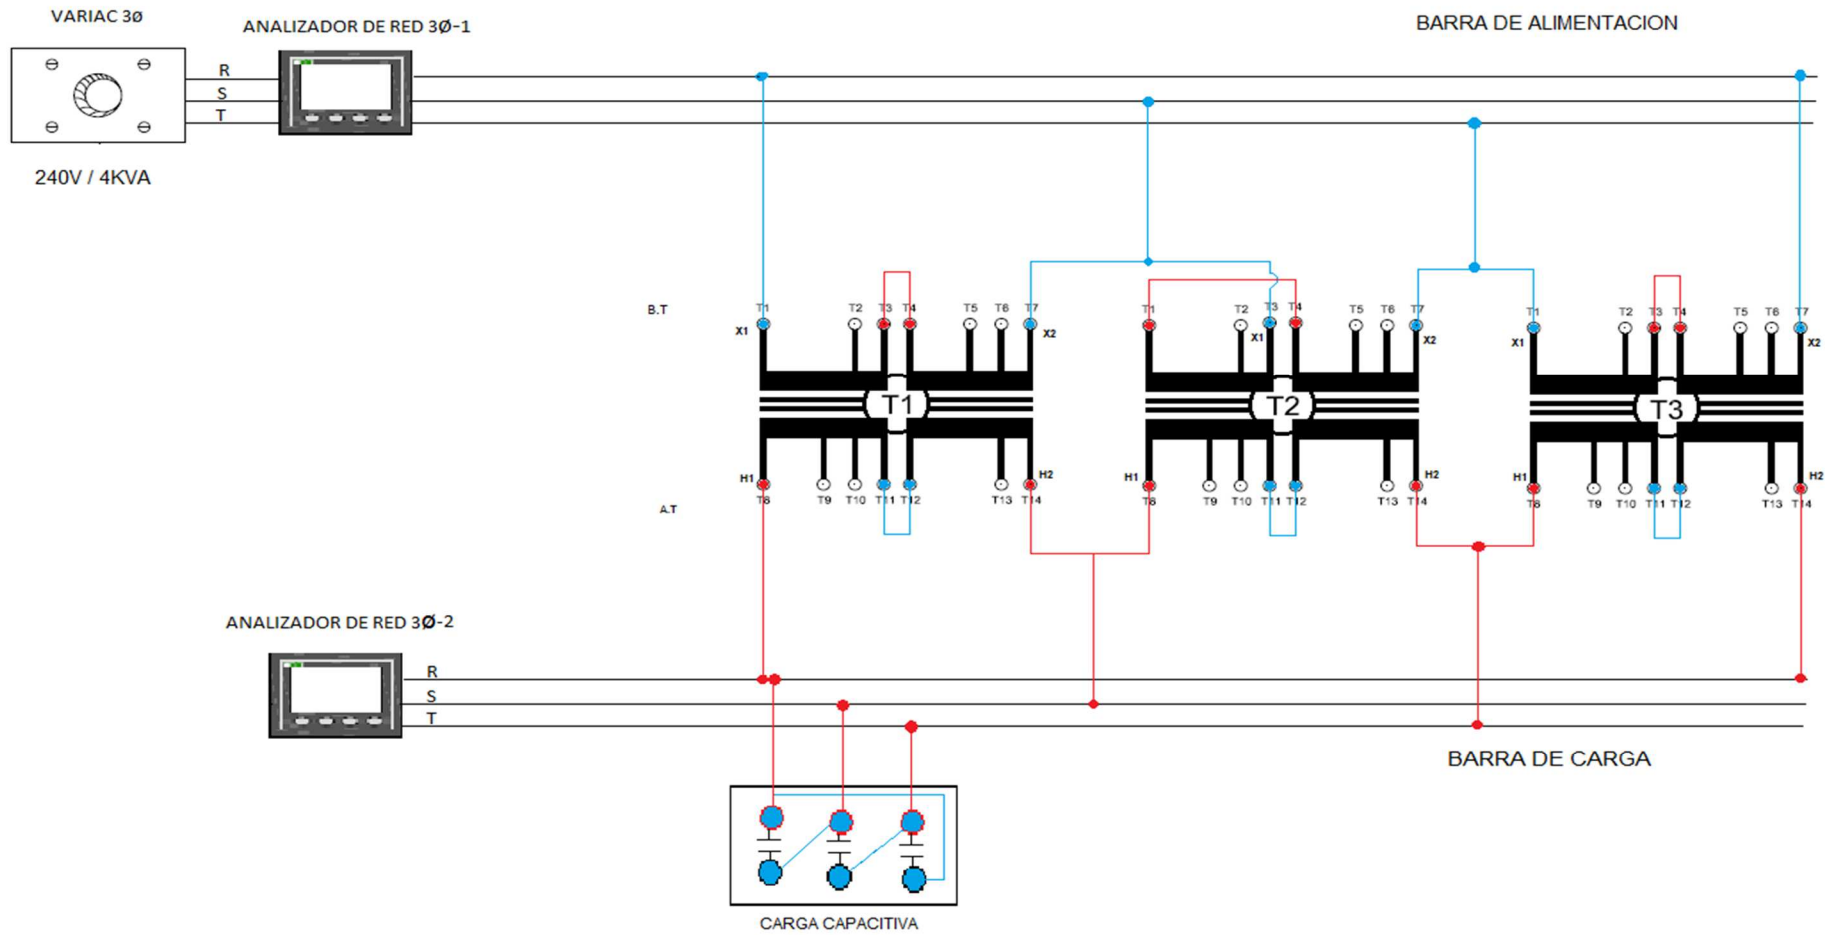 VARIAC 3Ø
ANALIZADOR DE RED 3Ø-1
BARRA DE ALIMENTACION
R
S
T
240V / 4KVA
B.T
T1 T2 T3 T4 T5 T6 T7
T1 T2 T3 T4 T5 T6 T7
T1 T2 T3 T4 T5 T6 T7
X1 X2
X1 X2
X1 X2
T1
T2
T3
H1 H2
H1 H2
H1 H2
T8 T9 T10 T11 T12 T13 T14
T8 T9 T10 T11 T12 T13 T14
T8 T9 T10 T11 T12 T13 T14
A.T
ANALIZADOR DE RED 3Ø-2
R
S
T
BARRA DE CARGA
CARGA CAPACITIVA